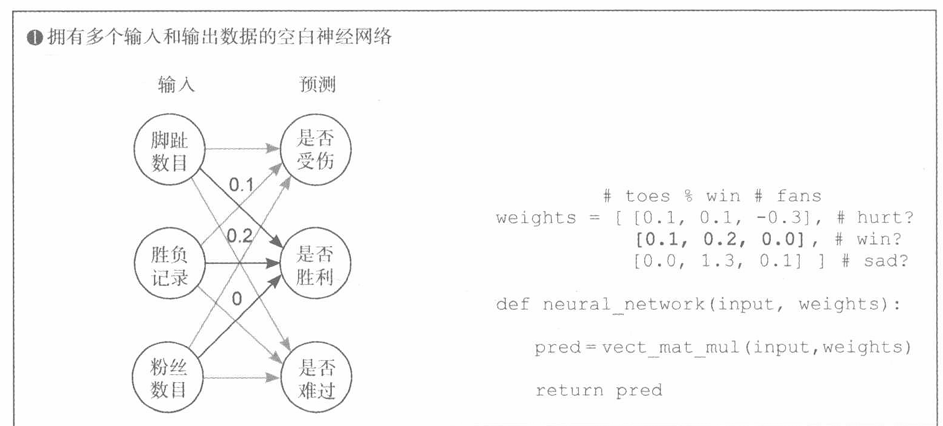 ❶ 拥有多个输入和输出数据的空白神经网络
输入
预测
脚趾
数目
是否
受伤
0.1
胜负
记录
0.2
是否
胜利
0
粉丝
数目
是否
难过
# toes % win # fans
weights = [ [0.1, 0.1, -0.3], # hurt?
[0.1, 0.2, 0.0], # win?
[0.0, 1.3, 0.1] ] # sad?
def neural_network(input, weights):
pred=vect_mat_mul(input,weights)
return pred